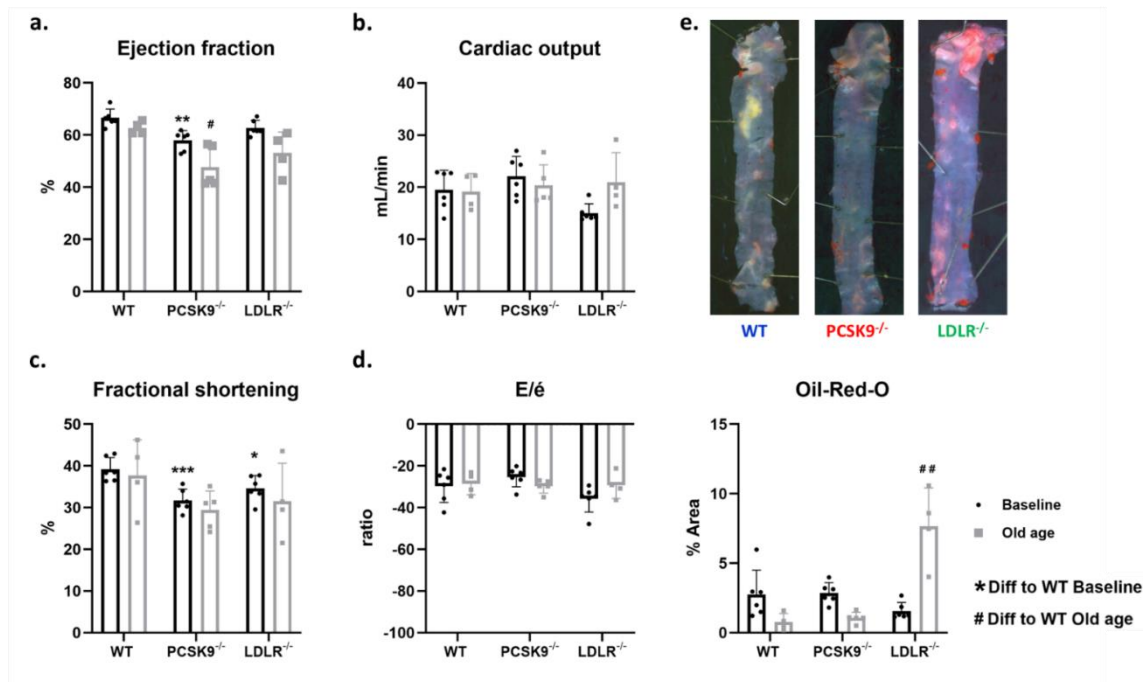 a.
Ejection fraction
%
80
60
40
20
0
**
#
WT
PCSK9-/-
LDLR-/-
b.
Cardiac output
mL/min
40
30
20
10
0
WT
PCSK9-/-
LDLR-/-
e.
WT
PCSK9-/-
LDLR-/-
c.
Fractional shortening
%
50
40
30
20
10
0
***
*
WT
PCSK9-/-
LDLR-/-
d.
E/é
ratio
0
-20
-40
-60
-80
-100
WT
PCSK9-/-
LDLR-/-
Oil-Red-O
% Area
15
10
5
0
##
WT
PCSK9-/-
LDLR-/-
Baseline
Old age
* Diff to WT Baseline
# Diff to WT Old age